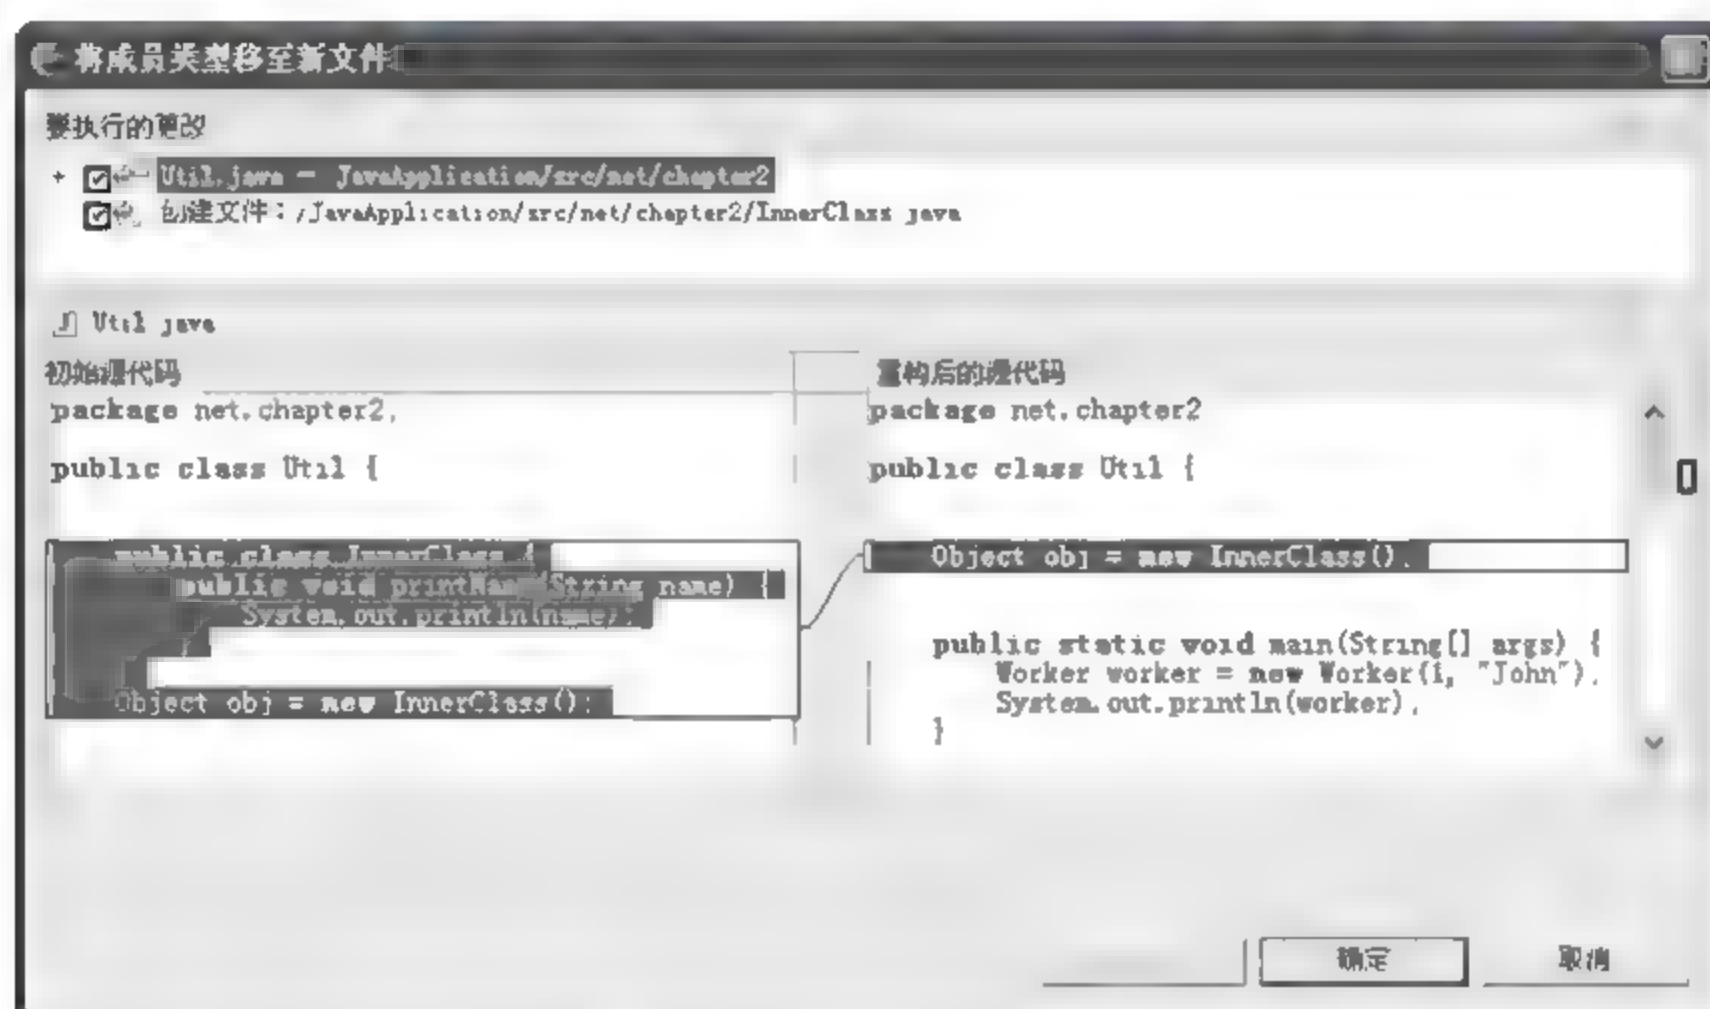 将成员类型移至新文件
要执行的更改
Util.java - JavaApplication/src/net/chapter2
创建文件：/JavaApplication/src/net/chapter2/InnerClass java
Util java
初始源代码
package net.chapter2,
public class Util {
public class InnerClass {
public void printName(String name) {
System.out.println(name);
}
Object obj = new InnerClass();
重构后的源代码
package net.chapter2
public class Util {
Object obj = new InnerClass().
public static void main(String[] args) {
Worker worker = new Worker(i, "John").
System.out.println(worker).
}
确定
取消